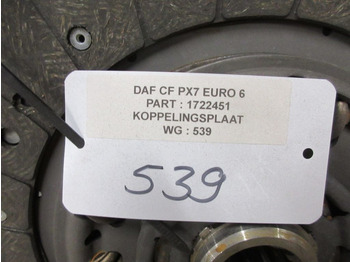 DAF CF PX7 EURO 6
PART : 1722451
KOPPELINGSPLAAT
WG : 539
539